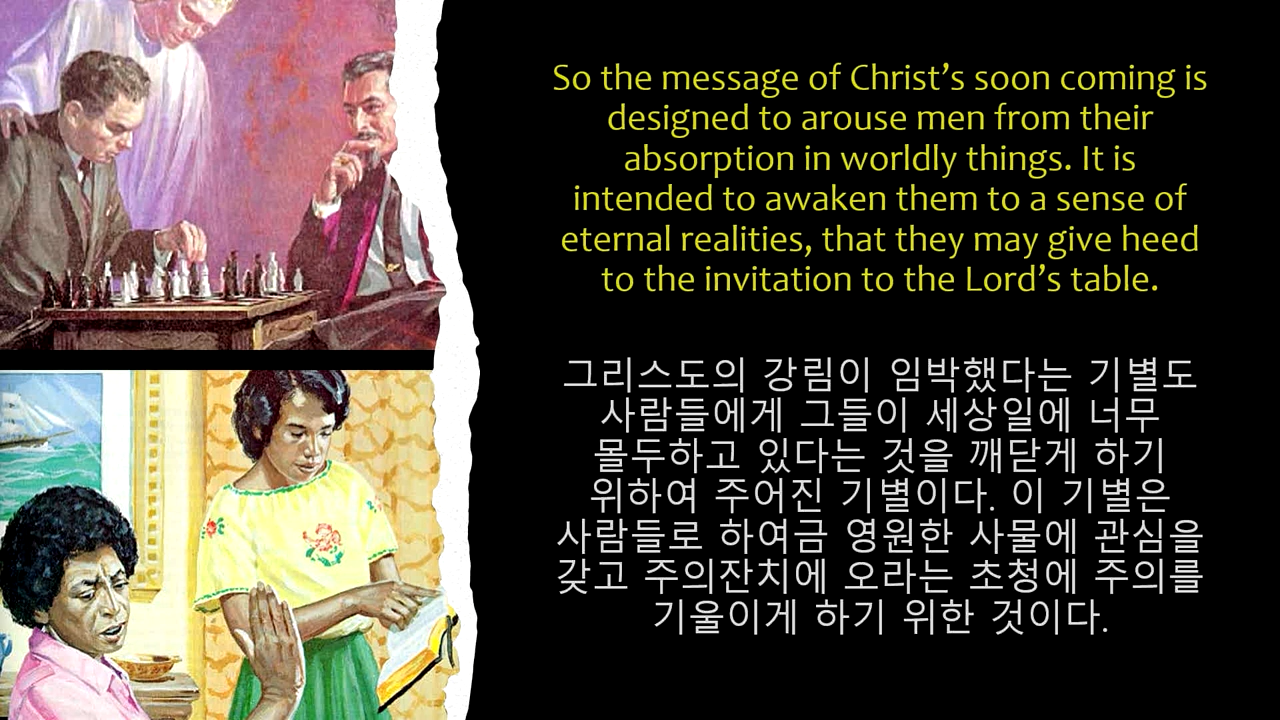 So the message of Christ’s soon coming is
designed to arouse men from their
absorption in worldly things. It is
intended to awaken them to a sense of
eternal realities, that they may give heed
to the invitation to the Lord’s table.
그리스도의 강림이 임박했다는 기별도
사람들에게 그들이 세상일에 너무
몰두하고 있다는 것을 깨닫게 하기
위하여 주어진 기별이다. 이 기별은
사람들로 하여금 영원한 사물에 관심을
갖고 주의잔치에 오라는 초청에 주의를
기울이게 하기 위한 것이다.